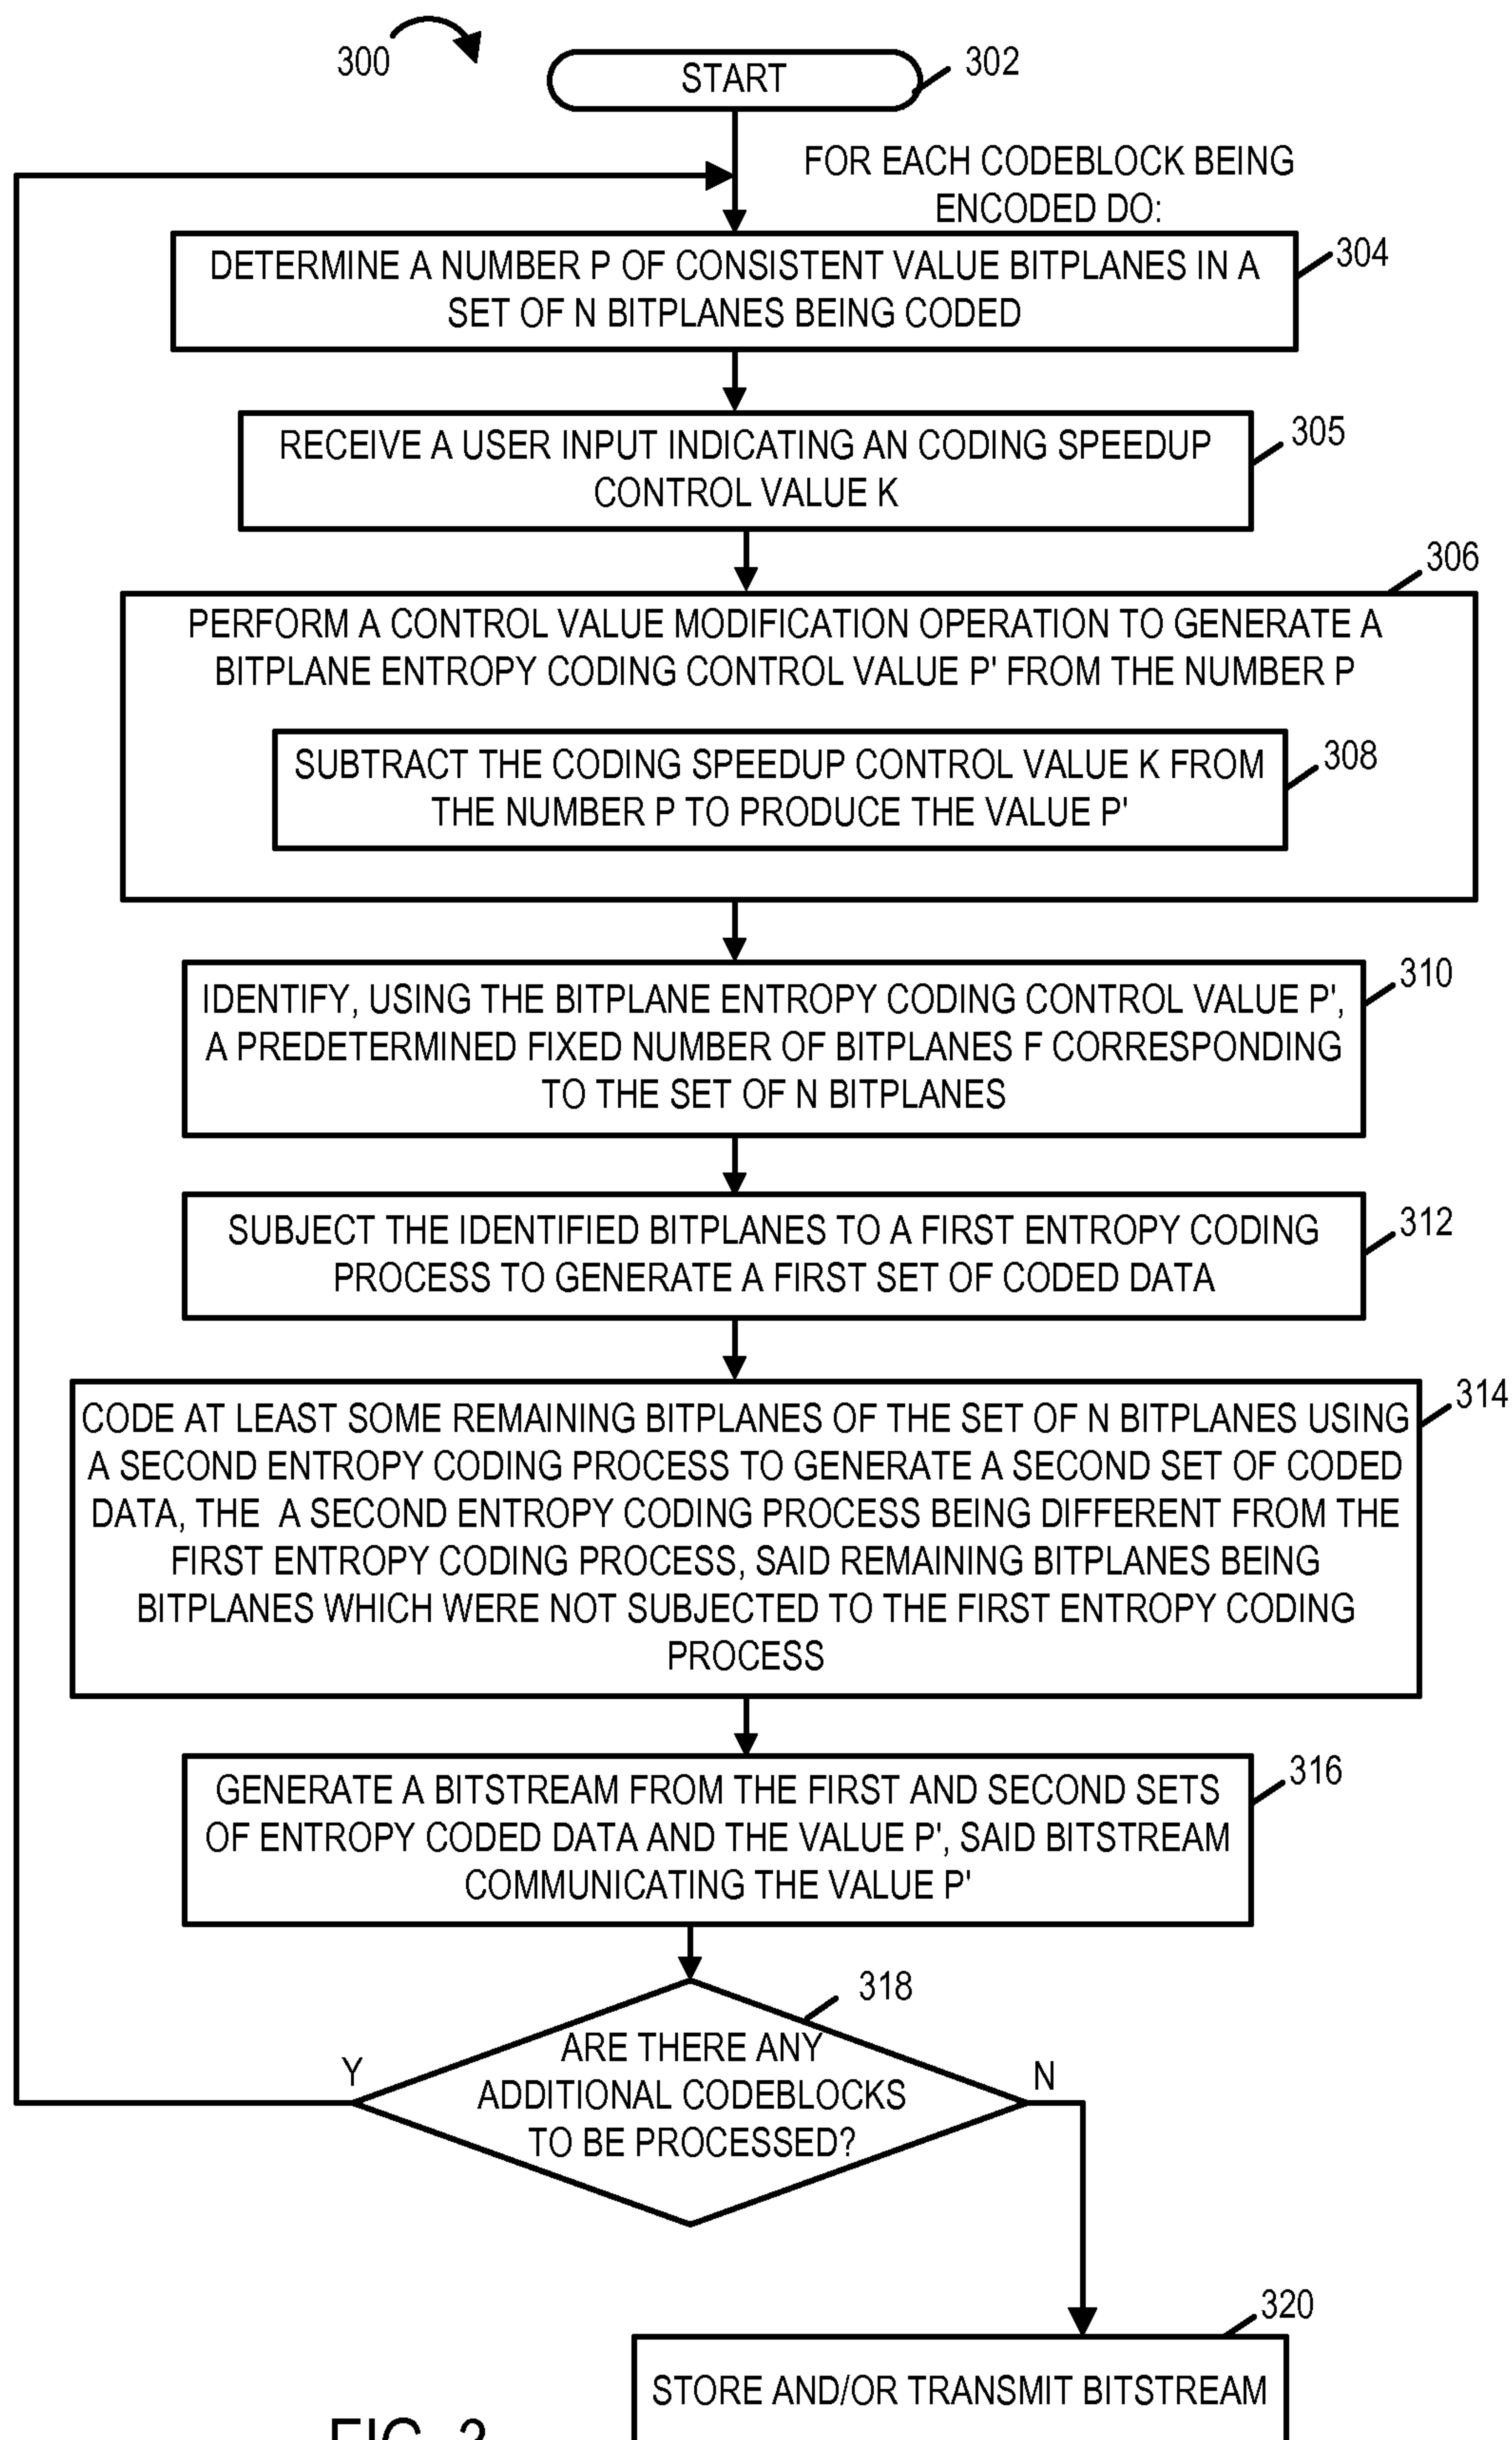 300
START
302
FOR EACH CODEBLOCK BEING
ENCODED DO:
DETERMINE A NUMBER P OF CONSISTENT VALUE BITPLANES IN A
SET OF N BITPLANES BEING CODED
304
RECEIVE A USER INPUT INDICATING AN CODING SPEEDUP
CONTROL VALUE K
305
306
PERFORM A CONTROL VALUE MODIFICATION OPERATION TO GENERATE A
BITPLANE ENTROPY CODING CONTROL VALUE P' FROM THE NUMBER P
SUBTRACT THE CODING SPEEDUP CONTROL VALUE K FROM
THE NUMBER P TO PRODUCE THE VALUE P'
308
IDENTIFY, USING THE BITPLANE ENTROPY CODING CONTROL VALUE P',
A PREDETERMINED FIXED NUMBER OF BITPLANES F CORRESPONDING
TO THE SET OF N BITPLANES
310
SUBJECT THE IDENTIFIED BITPLANES TO A FIRST ENTROPY CODING
PROCESS TO GENERATE A FIRST SET OF CODED DATA
312
CODE AT LEAST SOME REMAINING BITPLANES OF THE SET OF N BITPLANES USING
A SECOND ENTROPY CODING PROCESS TO GENERATE A SECOND SET OF CODED
DATA, THE A SECOND ENTROPY CODING PROCESS BEING DIFFERENT FROM THE
FIRST ENTROPY CODING PROCESS, SAID REMAINING BITPLANES BEING
BITPLANES WHICH WERE NOT SUBJECTED TO THE FIRST ENTROPY CODING
PROCESS
314
GENERATE A BITSTREAM FROM THE FIRST AND SECOND SETS
OF ENTROPY CODED DATA AND THE VALUE P', SAID BITSTREAM
COMMUNICATING THE VALUE P'
316
318
ARE THERE ANY
ADDITIONAL CODEBLOCKS
TO BE PROCESSED?
Y
N
320
STORE AND/OR TRANSMIT BITSTREAM